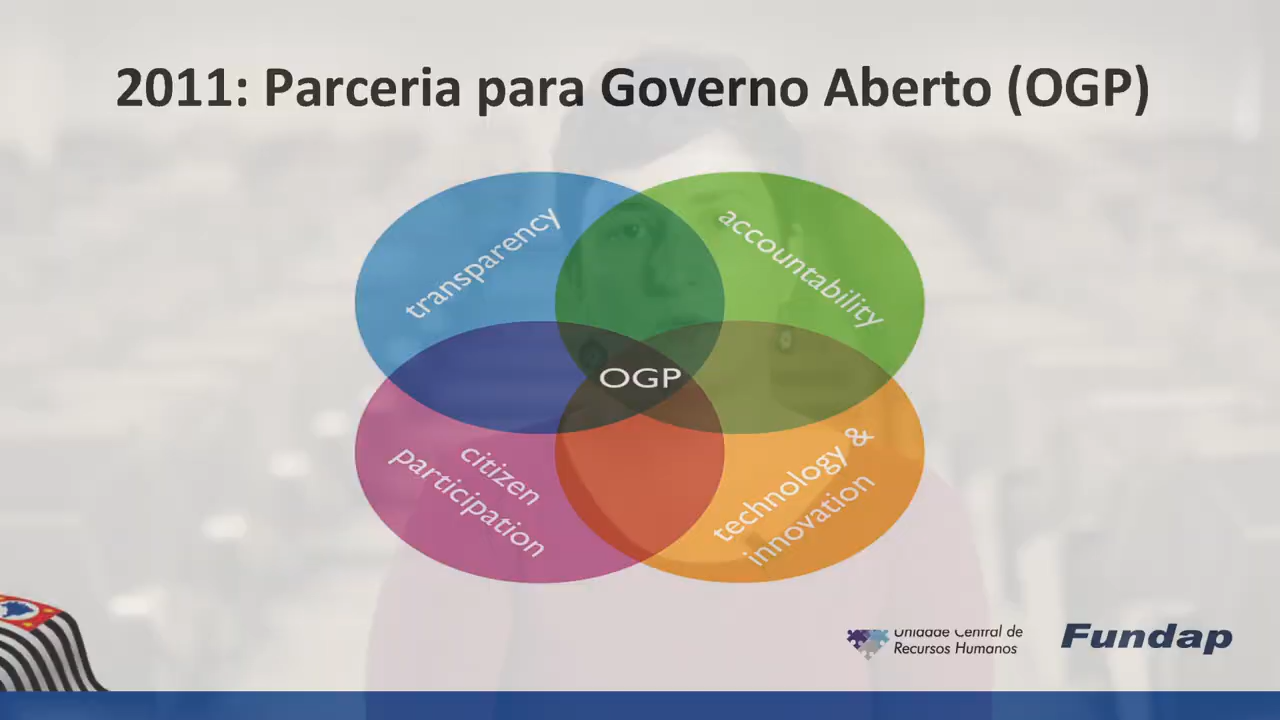 2011: Parceria para Governo Aberto (OGP)
transparency
accountability
OGP
citizen
participation
technology &
innovation
Unidade Central de
Recursos Humanos
Fundap